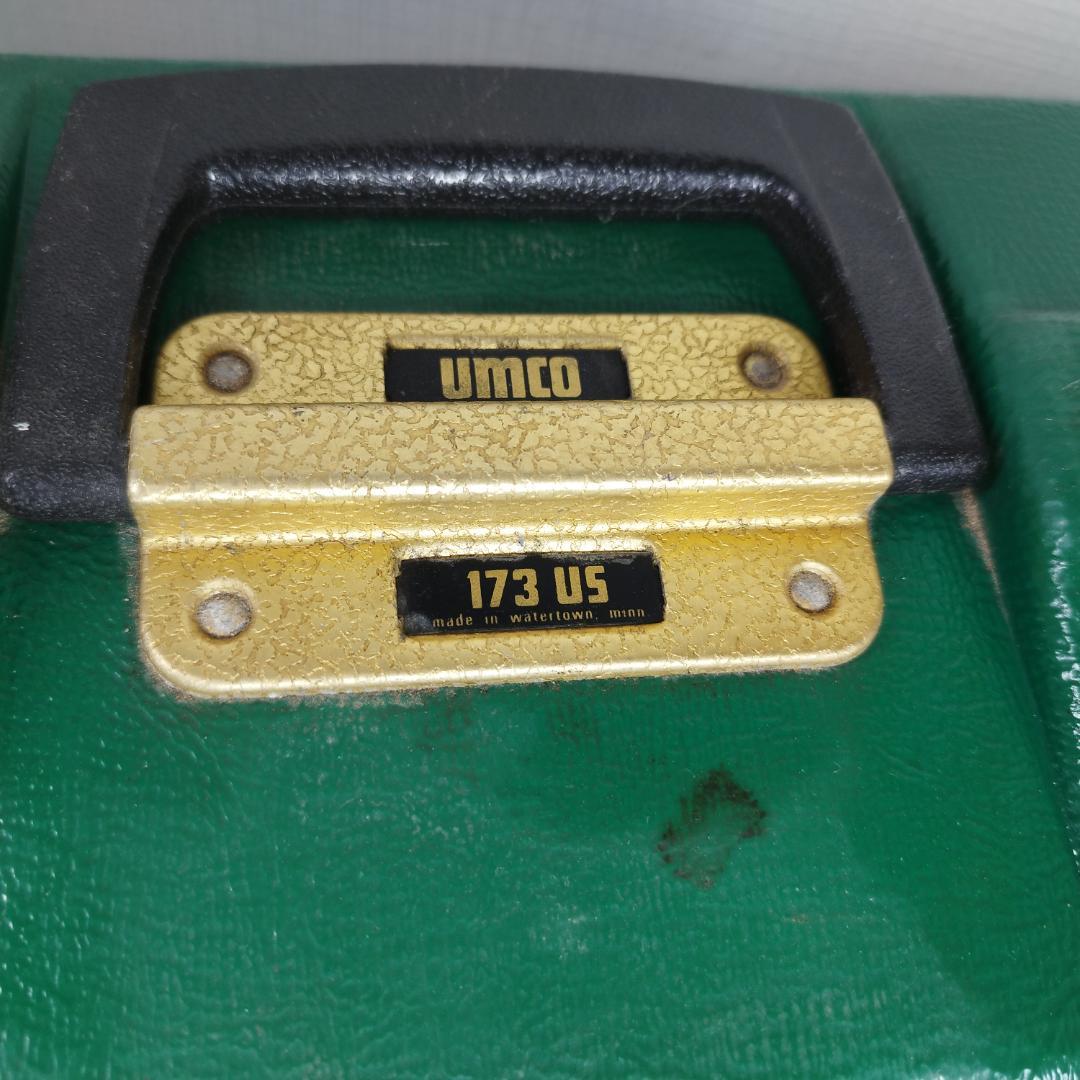 umco
173 US
made in watertown, minn.